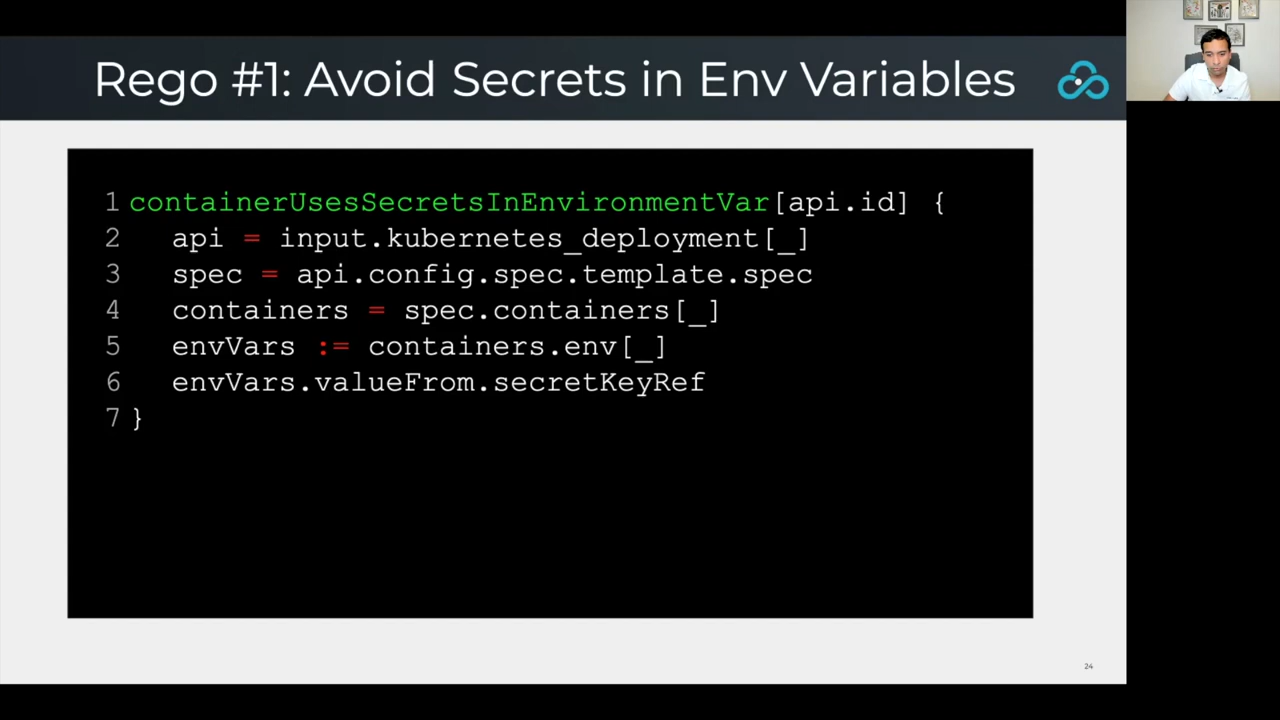 Rego #1: Avoid Secrets in Env Variables
1 containerUsesSecretsInEnvironmentVar[api.id] {
2   api = input.kubernetes_deployment[_]
3   spec = api.config.spec.template.spec
4   containers = spec.containers[_]
5   envVars := containers.env[_]
6   envVars.valueFrom.secretKeyRef
7 }
24